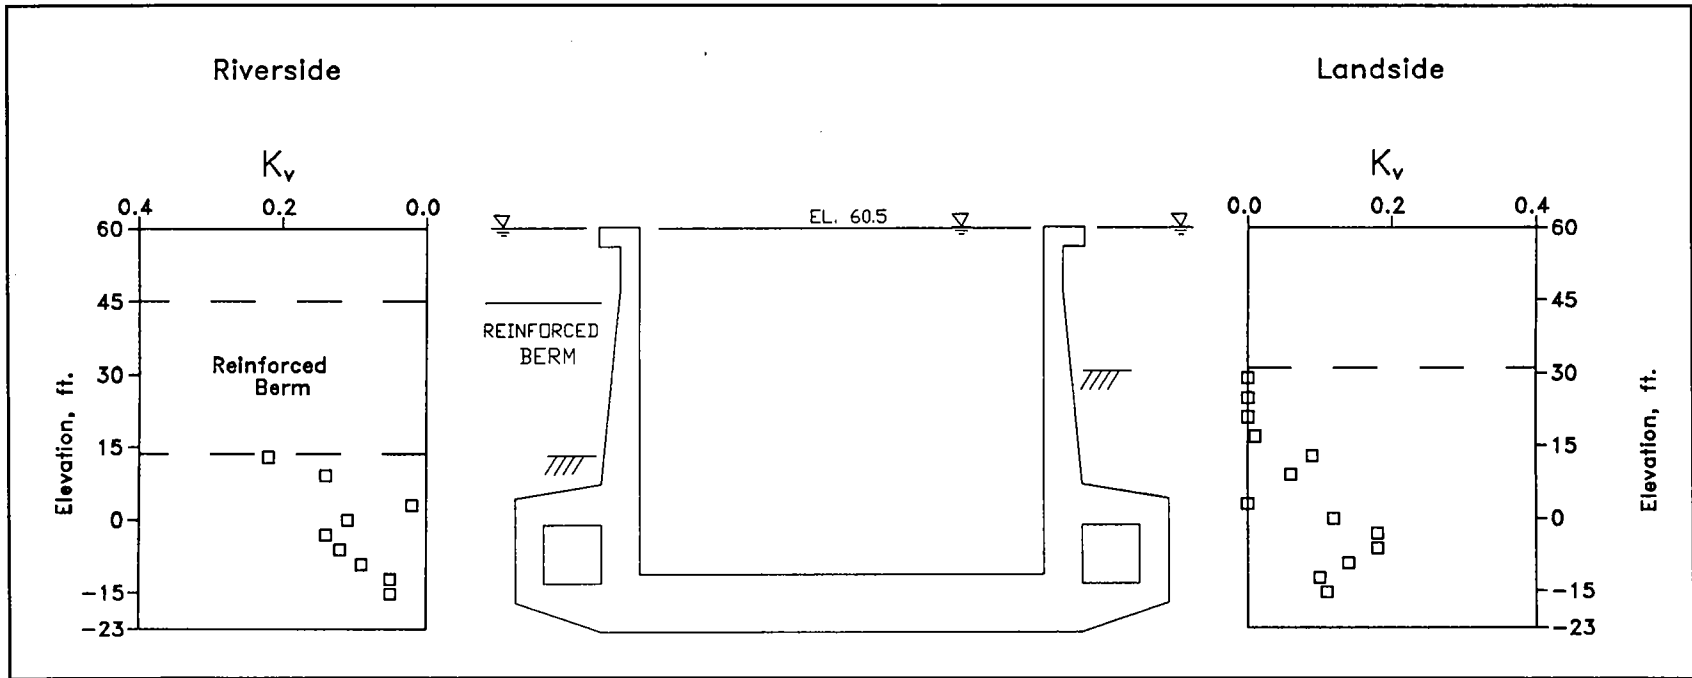 Riverside
Landside
Kv
Kv
0.4 0.2 0.0
0.0 0.2 0.4
EL. 60.5
60
45
30
15
0
-15
-23
Elevation, ft.
Reinforced
Berm
REINFORCED
BERM
60
45
30
15
0
-15
-23
Elevation, ft.